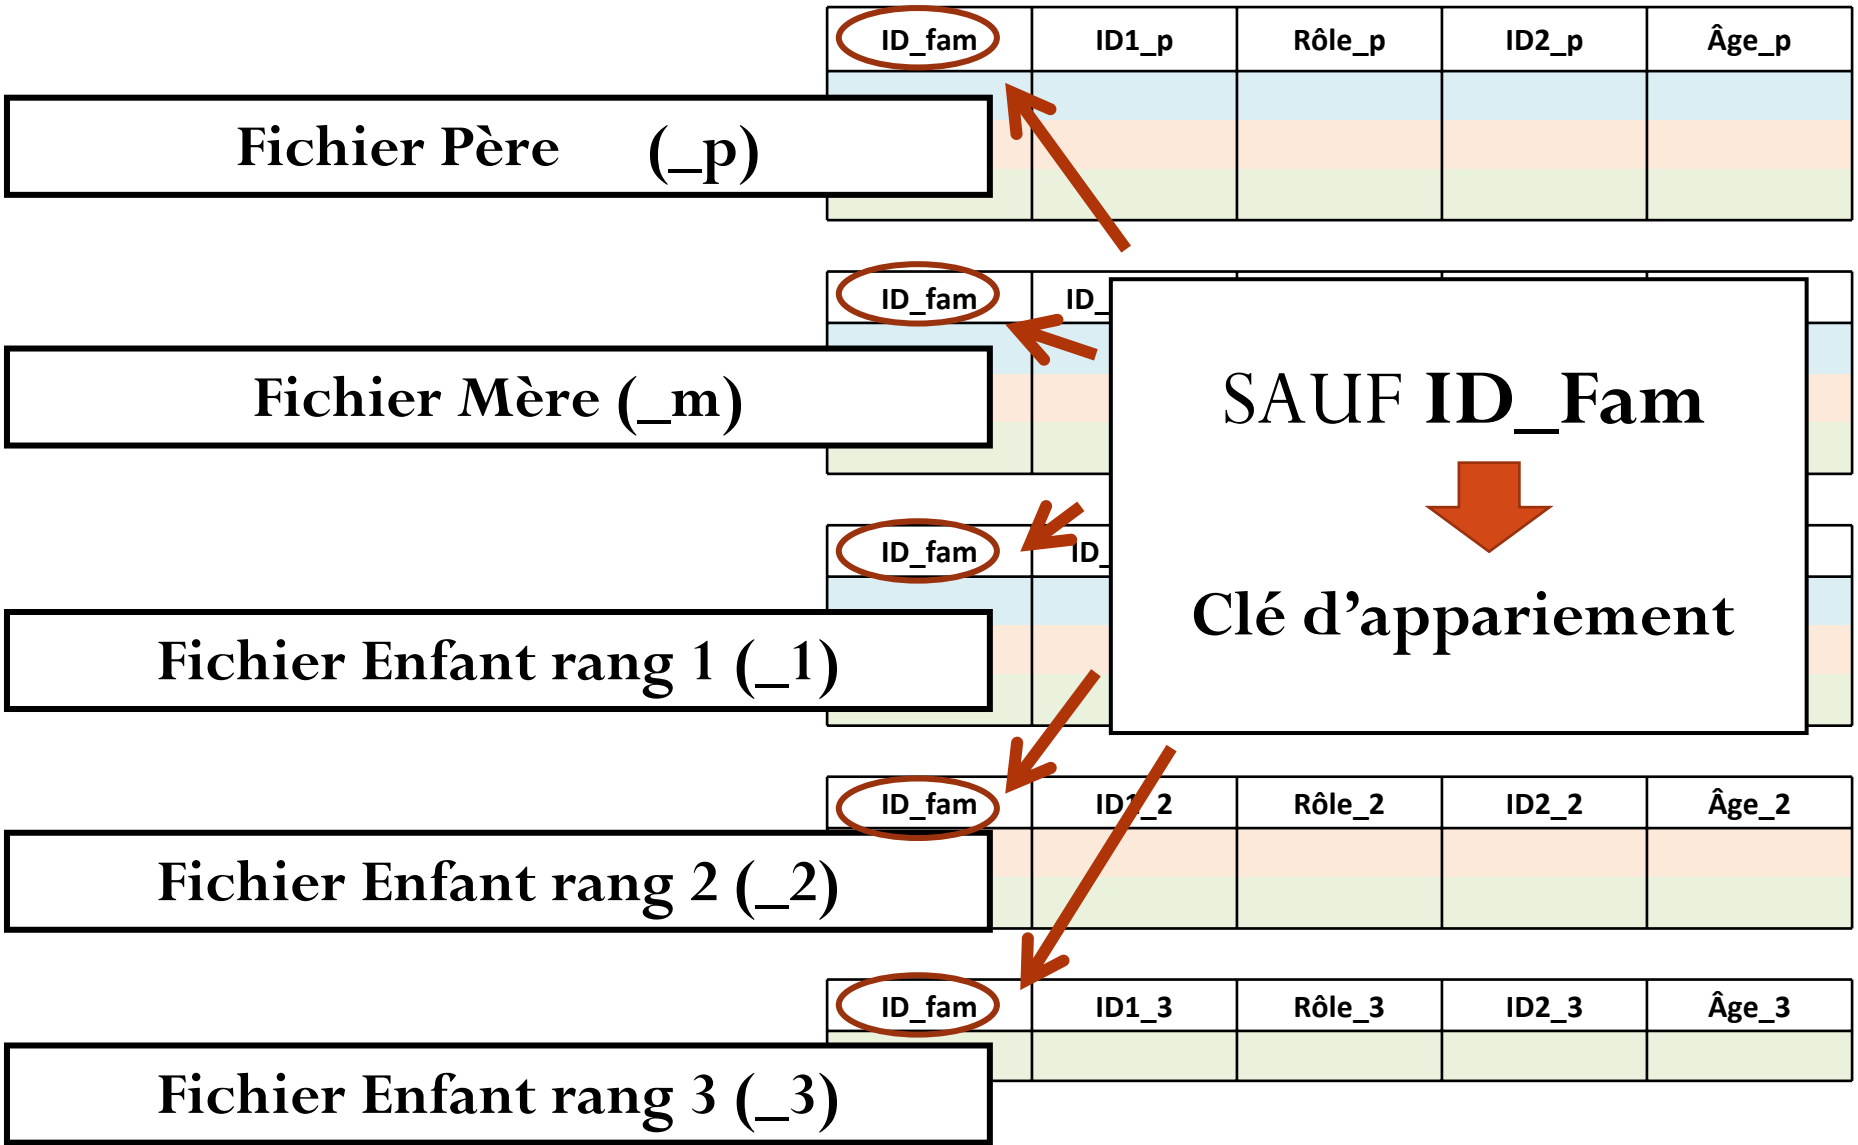 ID_fam ID1_p Rôle_p ID2_p Âge_p
Fichier Père (_p)
ID_fam ID_
Fichier Mère (_m)
SAUF ID_Fam
Clé d’appariement
ID_fam ID_
Fichier Enfant rang 1 (_1)
ID_fam ID1_2 Rôle_2 ID2_2 Âge_2
Fichier Enfant rang 2 (_2)
ID_fam ID1_3 Rôle_3 ID2_3 Âge_3
Fichier Enfant rang 3 (_3)